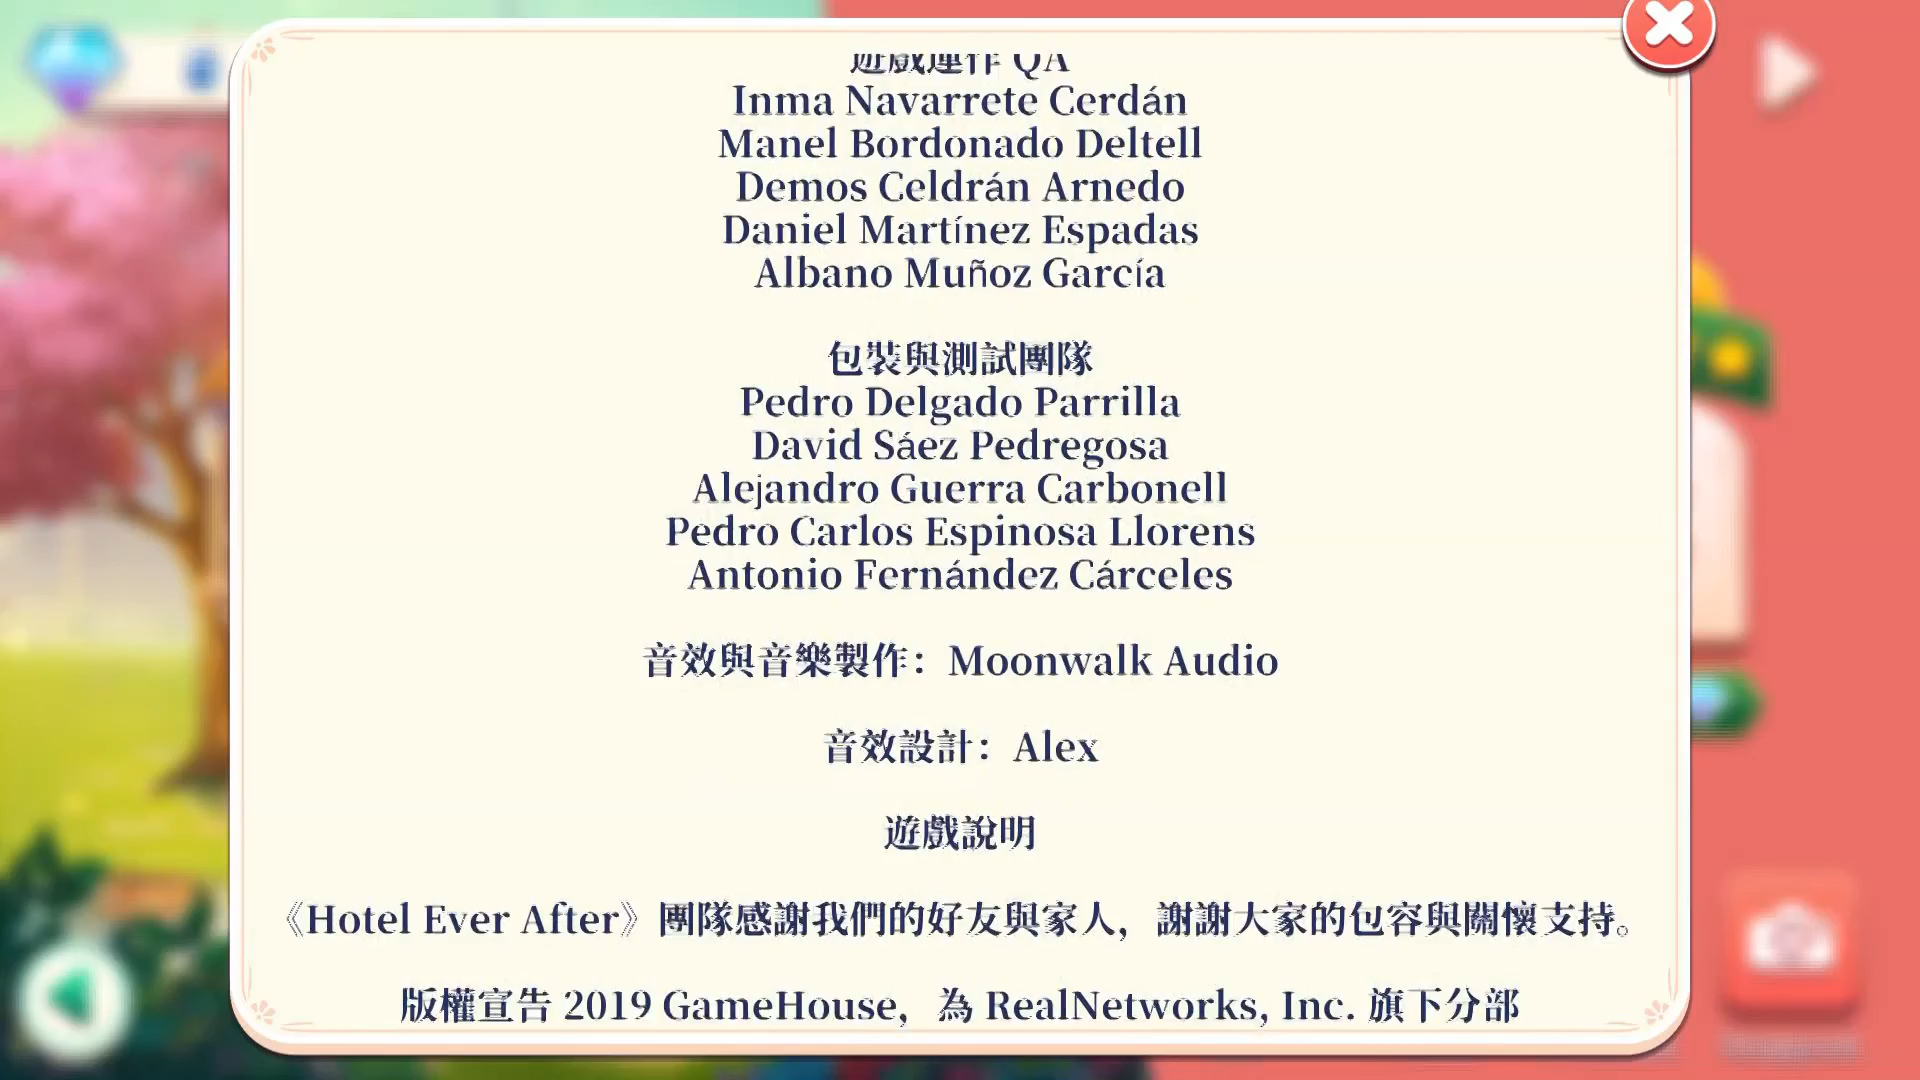 遊戲運作 QA
Inma Navarrete Cerdán
Manel Bordonado Deltell
Demos Celdrán Arnedo
Daniel Martínez Espadas
Albano Muñoz García
包裝與測試團隊
Pedro Delgado Parrilla
David Sáez Pedregosa
Alejandro Guerra Carbonell
Pedro Carlos Espinosa Llorens
Antonio Fernández Cárceles
音效與音樂製作：Moonwalk Audio
音效設計：Alex
遊戲說明
《Hotel Ever After》團隊感謝我們的好友與家人，謝謝大家的包容與關懷支持。
版權宣告 2019 GameHouse，為 RealNetworks, Inc. 旗下分部